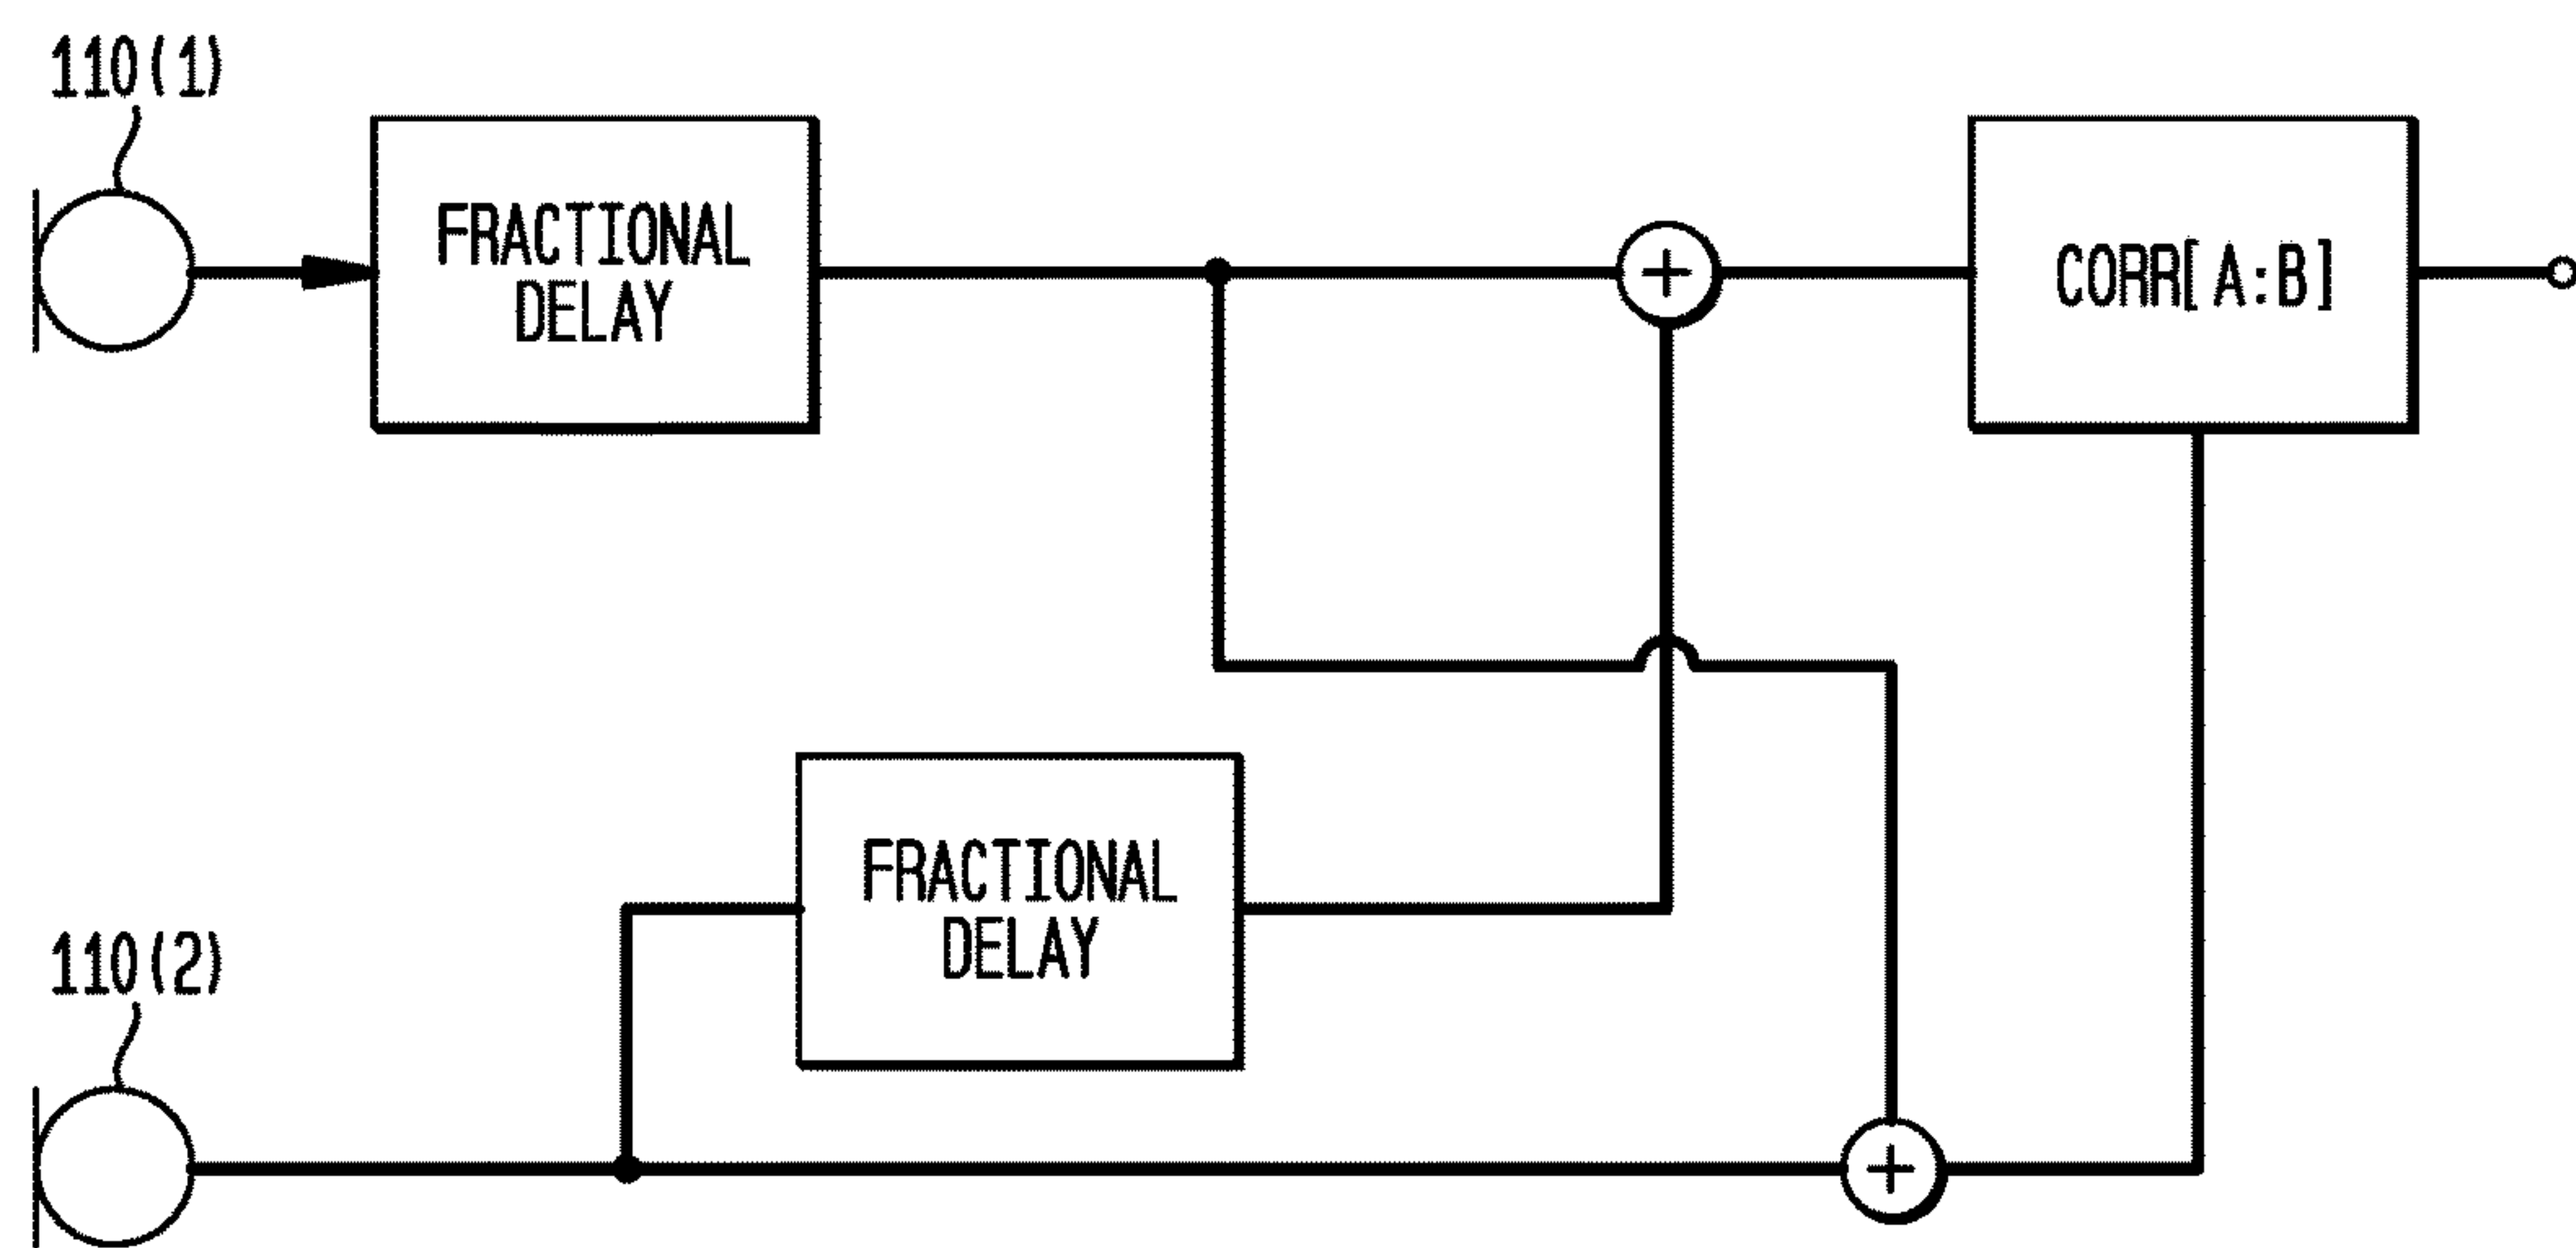 110(1)
FRACTIONAL
DELAY
+
CORR[A:B]
FRACTIONAL
DELAY
110(2)
+